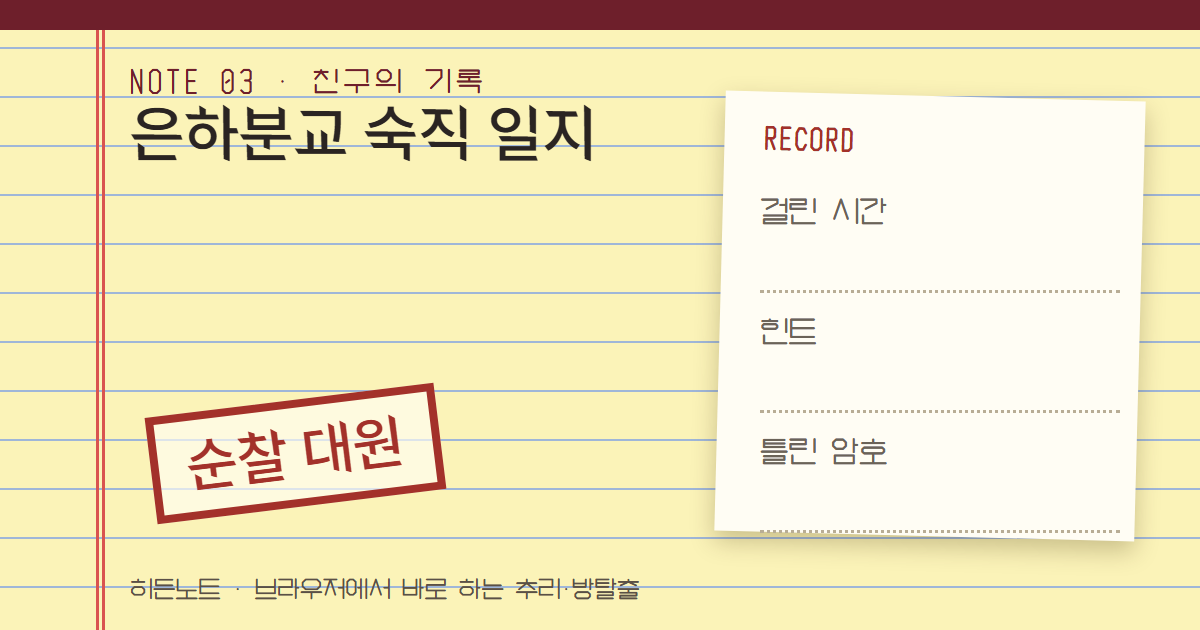 NOTE 03 · 친구의 기록
은하분교 숙직 일지
순찰 대원
히든노트 · 브라우저에서 바로 하는 추리·방탈출
RECORD
걸린 시간
힌트
틀린 암호